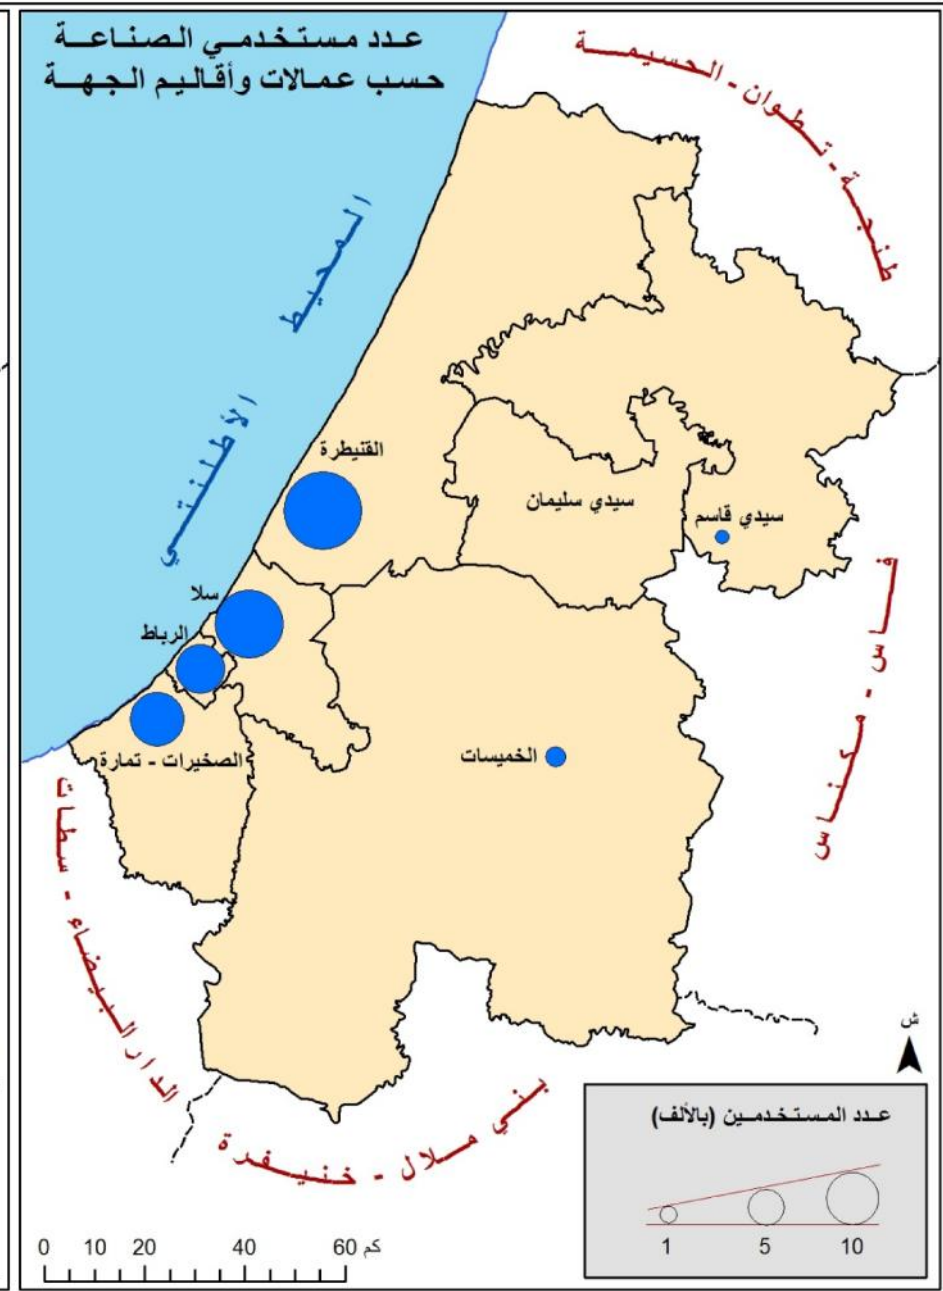 عدد مستخدمي الصناعة
حسب عمالات وأقاليم الجهة
طنجة - تطوان - الحسيمة
المحيط
الأطلنتي
القنيطرة
سيدي سليمان
سيدي قاسم
سلا
الرباط
الصخيرات - تمارة
الخميسات
فاس - مكناس
الدار البيضاء - سطات
بني ملال - خنيفرة
ش
عدد المستخدمين (بالألف)
1 5 10
0 10 20 40 60 كم